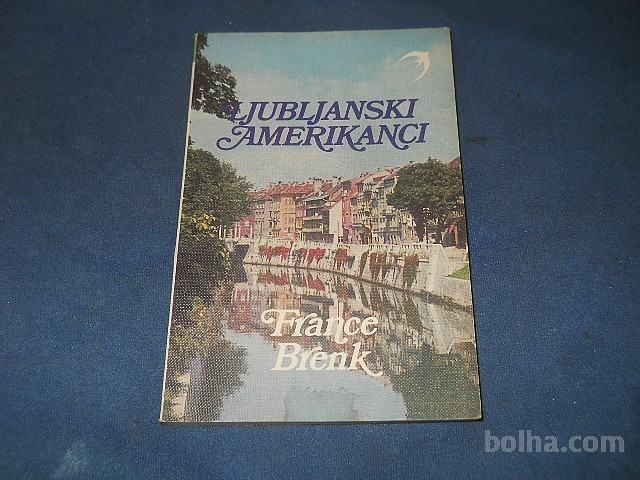 LJUBLJANSKI
AMERIKANCI
France
Brenk
bolha.com